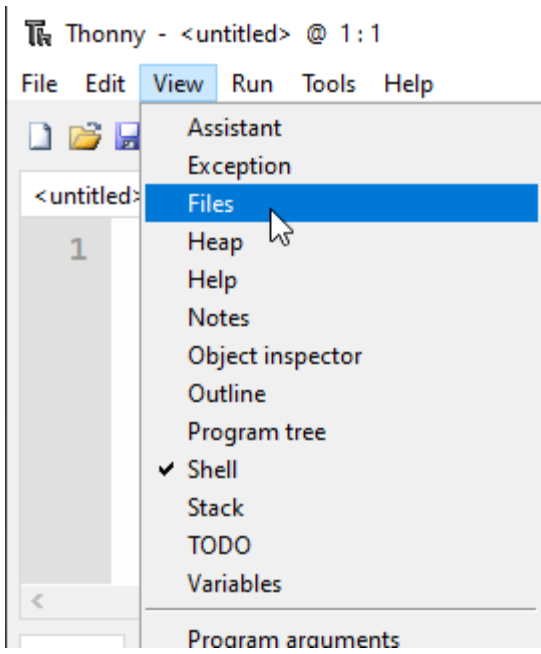 Thonny - <untitled> @ 1 : 1
File Edit View Run Tools Help
<untitled>
1
Assistant
Exception
Files
Heap
Help
Notes
Object inspector
Outline
Program tree
Shell
Stack
TODO
Variables
Program arguments